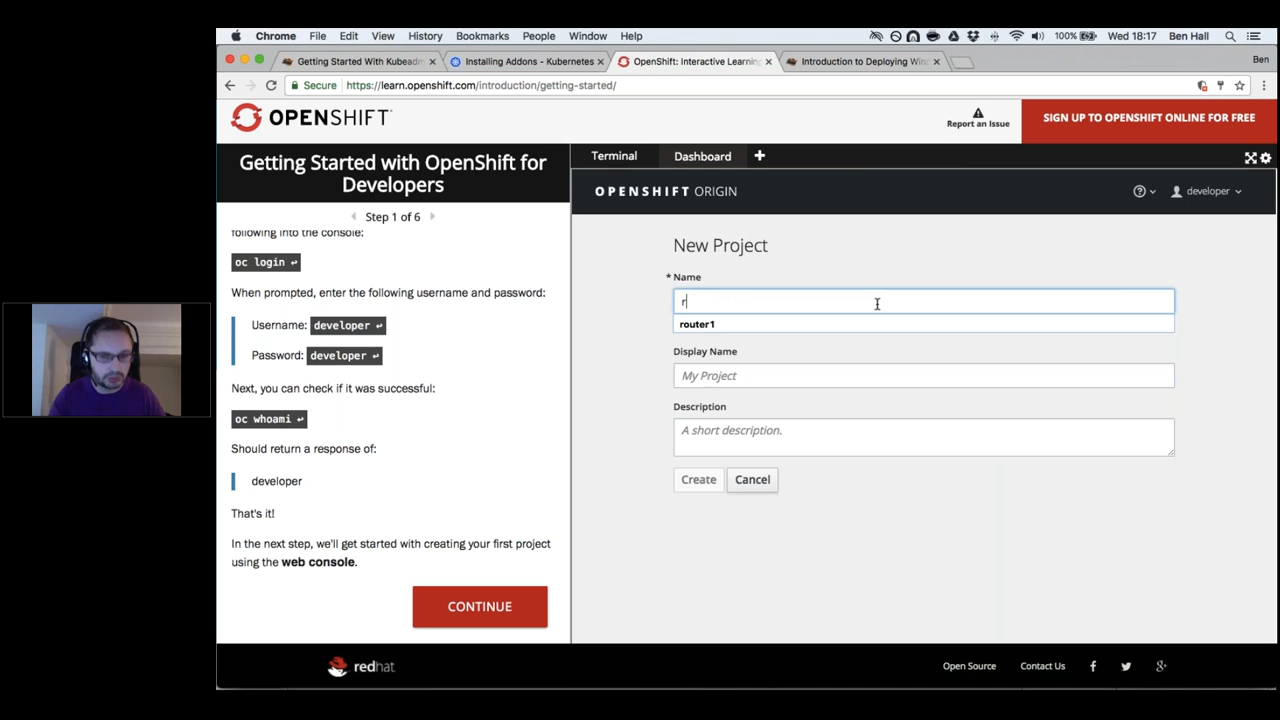 Chrome File Edit View History Bookmarks People Window Help 100% Wed 18:17 Ben Hall
Getting Started With Kubeadm × Installing Addons - Kubernetes × OpenShift: Interactive Learning × Introduction to Deploying Win × Ben
Secure https://learn.openshift.com/introduction/getting-started/
OPENSHIFT
Report an Issue
SIGN UP TO OPENSHIFT ONLINE FOR FREE
Getting Started with OpenShift for
Developers
Step 1 of 6
following into the console:
oc login ↩
When prompted, enter the following username and password:
Username: developer ↩
Password: developer ↩
Next, you can check if it was successful:
oc whoami ↩
Should return a response of:
developer
That's it!
In the next step, we'll get started with creating your first project
using the web console.
CONTINUE
Terminal Dashboard +
OPENSHIFT ORIGIN
developer
New Project
* Name
r
router1
Display Name
My Project
Description
A short description.
Create Cancel
redhat.
Open Source Contact Us